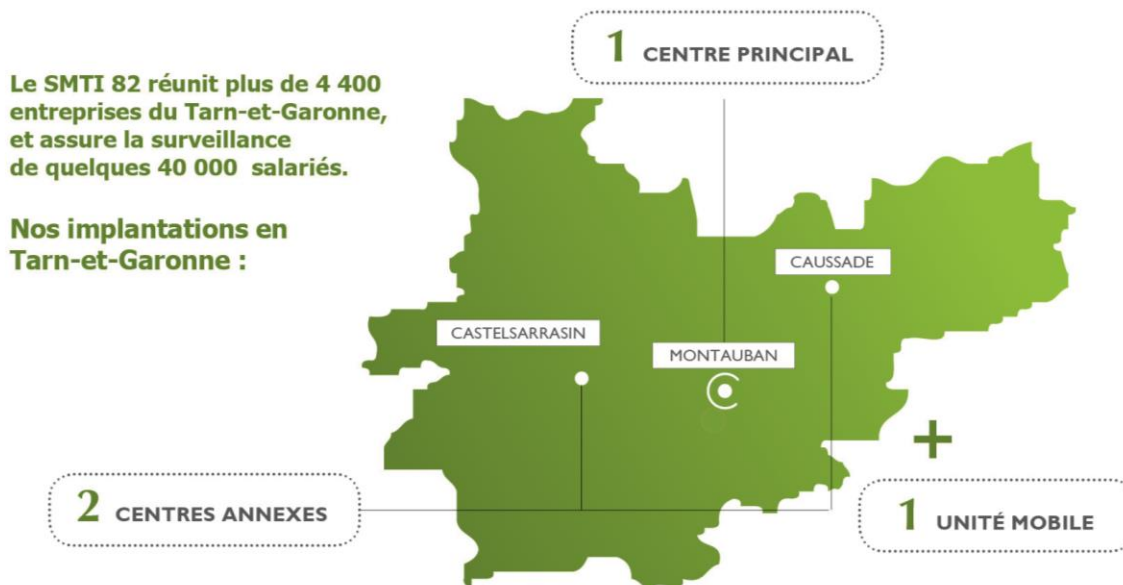 1 CENTRE PRINCIPAL
Le SMTI 82 réunit plus de 4 400
entreprises du Tarn-et-Garonne,
et assure la surveillance
de quelques 40 000 salariés.
Nos implantations en
Tarn-et-Garonne :
CAUSSADE
CASTELSARRASIN
MONTAUBAN
+
2 CENTRES ANNEXES
1 UNITÉ MOBILE